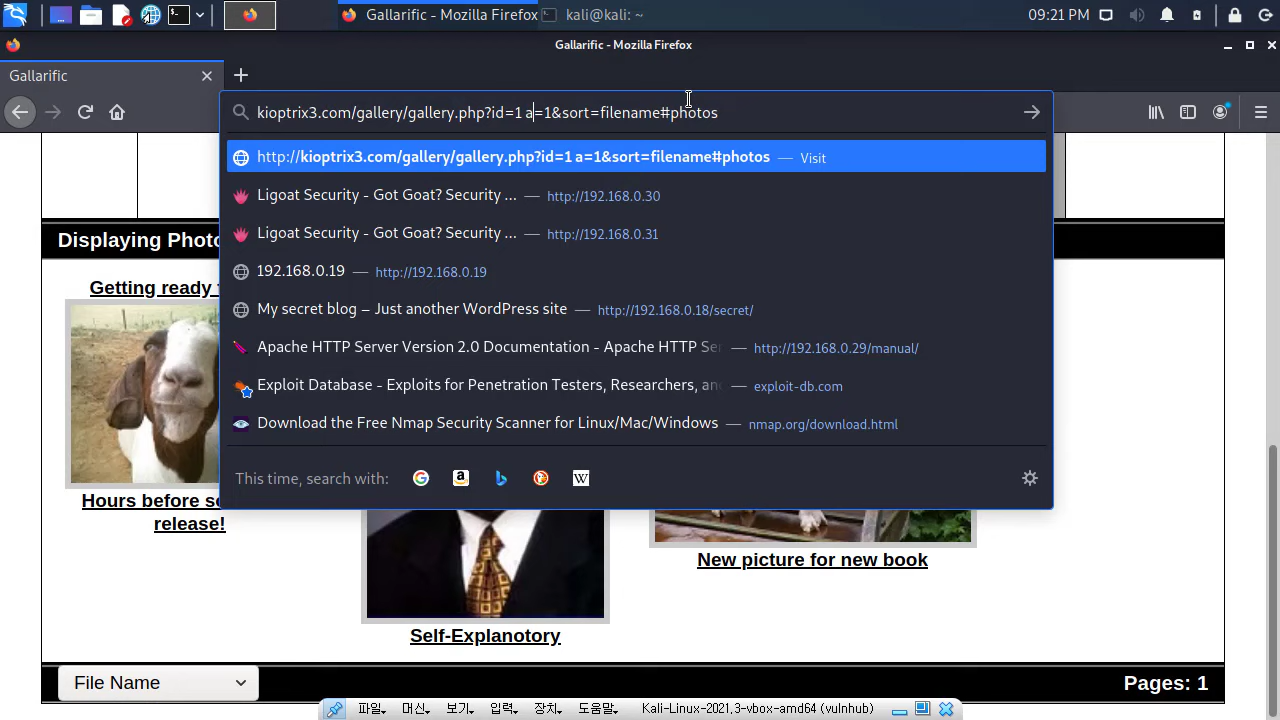 Gallarific - Mozilla Firefox
kali@kali: ~
09:21 PM
Gallarific - Mozilla Firefox
Gallarific
kioptrix3.com/gallery/gallery.php?id=1 a=1&sort=filename#photos
http://kioptrix3.com/gallery/gallery.php?id=1 a=1&sort=filename#photos — Visit
Ligoat Security - Got Goat? Security ... — http://192.168.0.30
Ligoat Security - Got Goat? Security ... — http://192.168.0.31
192.168.0.19 — http://192.168.0.19
My secret blog – Just another WordPress site — http://192.168.0.18/secret/
Apache HTTP Server Version 2.0 Documentation - Apache HTTP Ser — http://192.168.0.29/manual/
Exploit Database - Exploits for Penetration Testers, Researchers, and — exploit-db.com
Download the Free Nmap Security Scanner for Linux/Mac/Windows — nmap.org/download.html
This time, search with:
Displaying Photo
Getting ready
Hours before
release!
New picture for new book
Self-Explanotory
File Name
Pages: 1
파일 머신 보기 입력 장치 도움말 Kali-Linux-2021.3-vbox-amd64 (vulnhub)